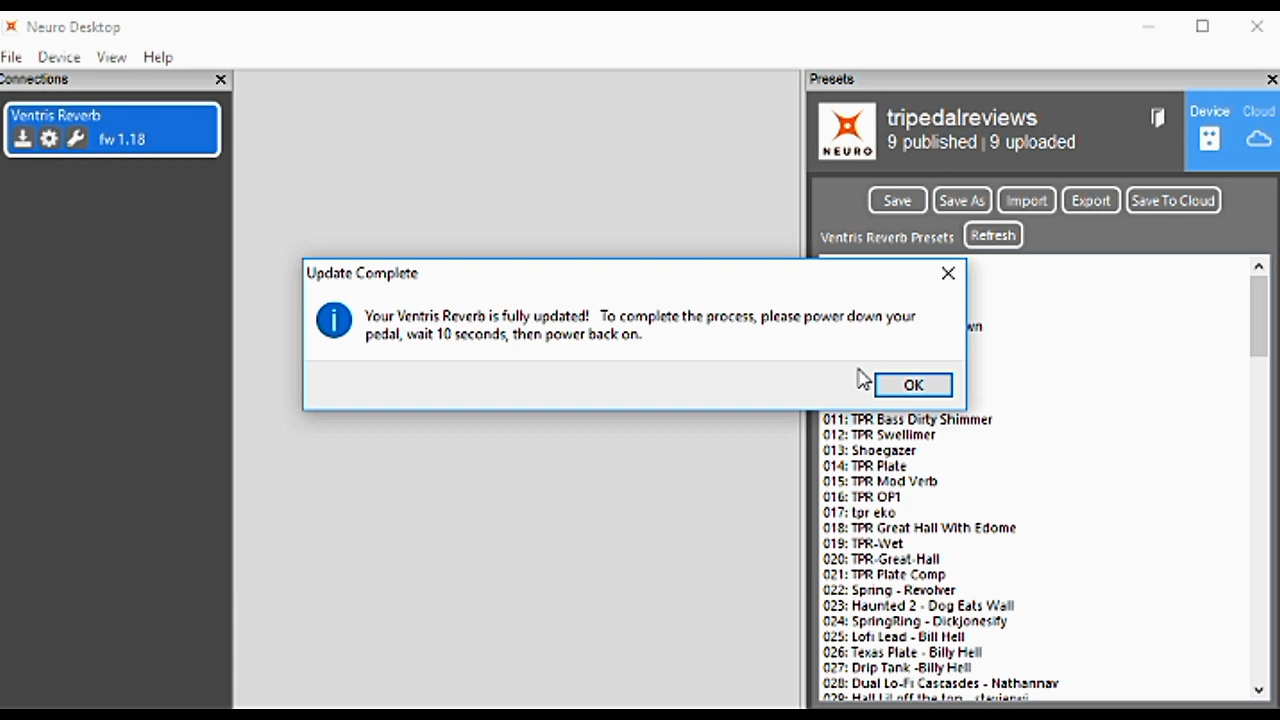 Neuro Desktop
File Device View Help
Connections
Ventris Reverb
fw 1.18
Presets
NEURO
tripedalreviews
9 published | 9 uploaded
Device Cloud
Save Save As Import Export Save To Cloud
Ventris Reverb Presets Refresh
Update Complete
Your Ventris Reverb is fully updated! To complete the process, please power down your
pedal, wait 10 seconds, then power back on.
OK
011: TPR Bass Dirty Shimmer
012: TPR Swellimer
013: Shoegazer
014: TPR Plate
015: TPR Mod Verb
016: TPR OP1
017: tpr eko
018: TPR Great Hall With Edome
019: TPR-Wet
020: TPR-Great-Hall
021: TPR Plate Comp
022: Spring - Revolver
023: Haunted 2 - Dog Eats Wall
024: SpringRing - Dickjonesify
025: Lofi Lead - Bill Hell
026: Texas Plate - Billy Hell
027: Drip Tank -Billy Hell
028: Dual Lo-Fi Cascasdes - Nathannav